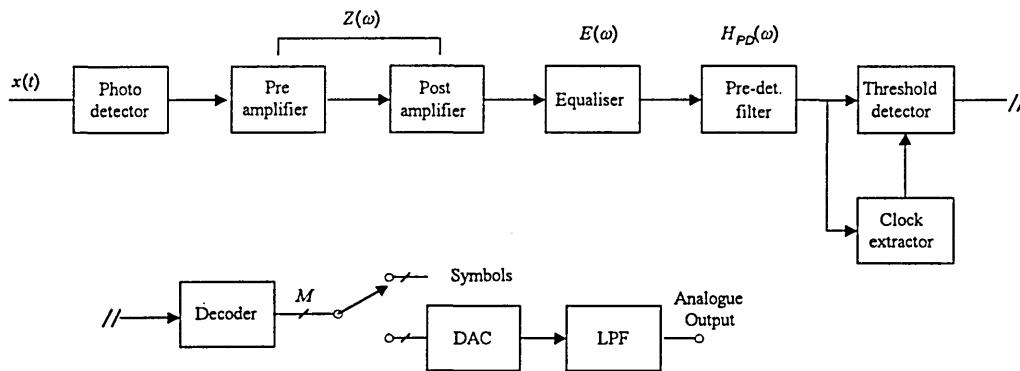 Z(ω)
E(ω)
H_PD(ω)
x(t)
Photo
detector
Pre
amplifier
Post
amplifier
Equaliser
Pre-det.
filter
Threshold
detector
//
Clock
extractor
//
Decoder
M
Symbols
DAC
LPF
Analogue
Output